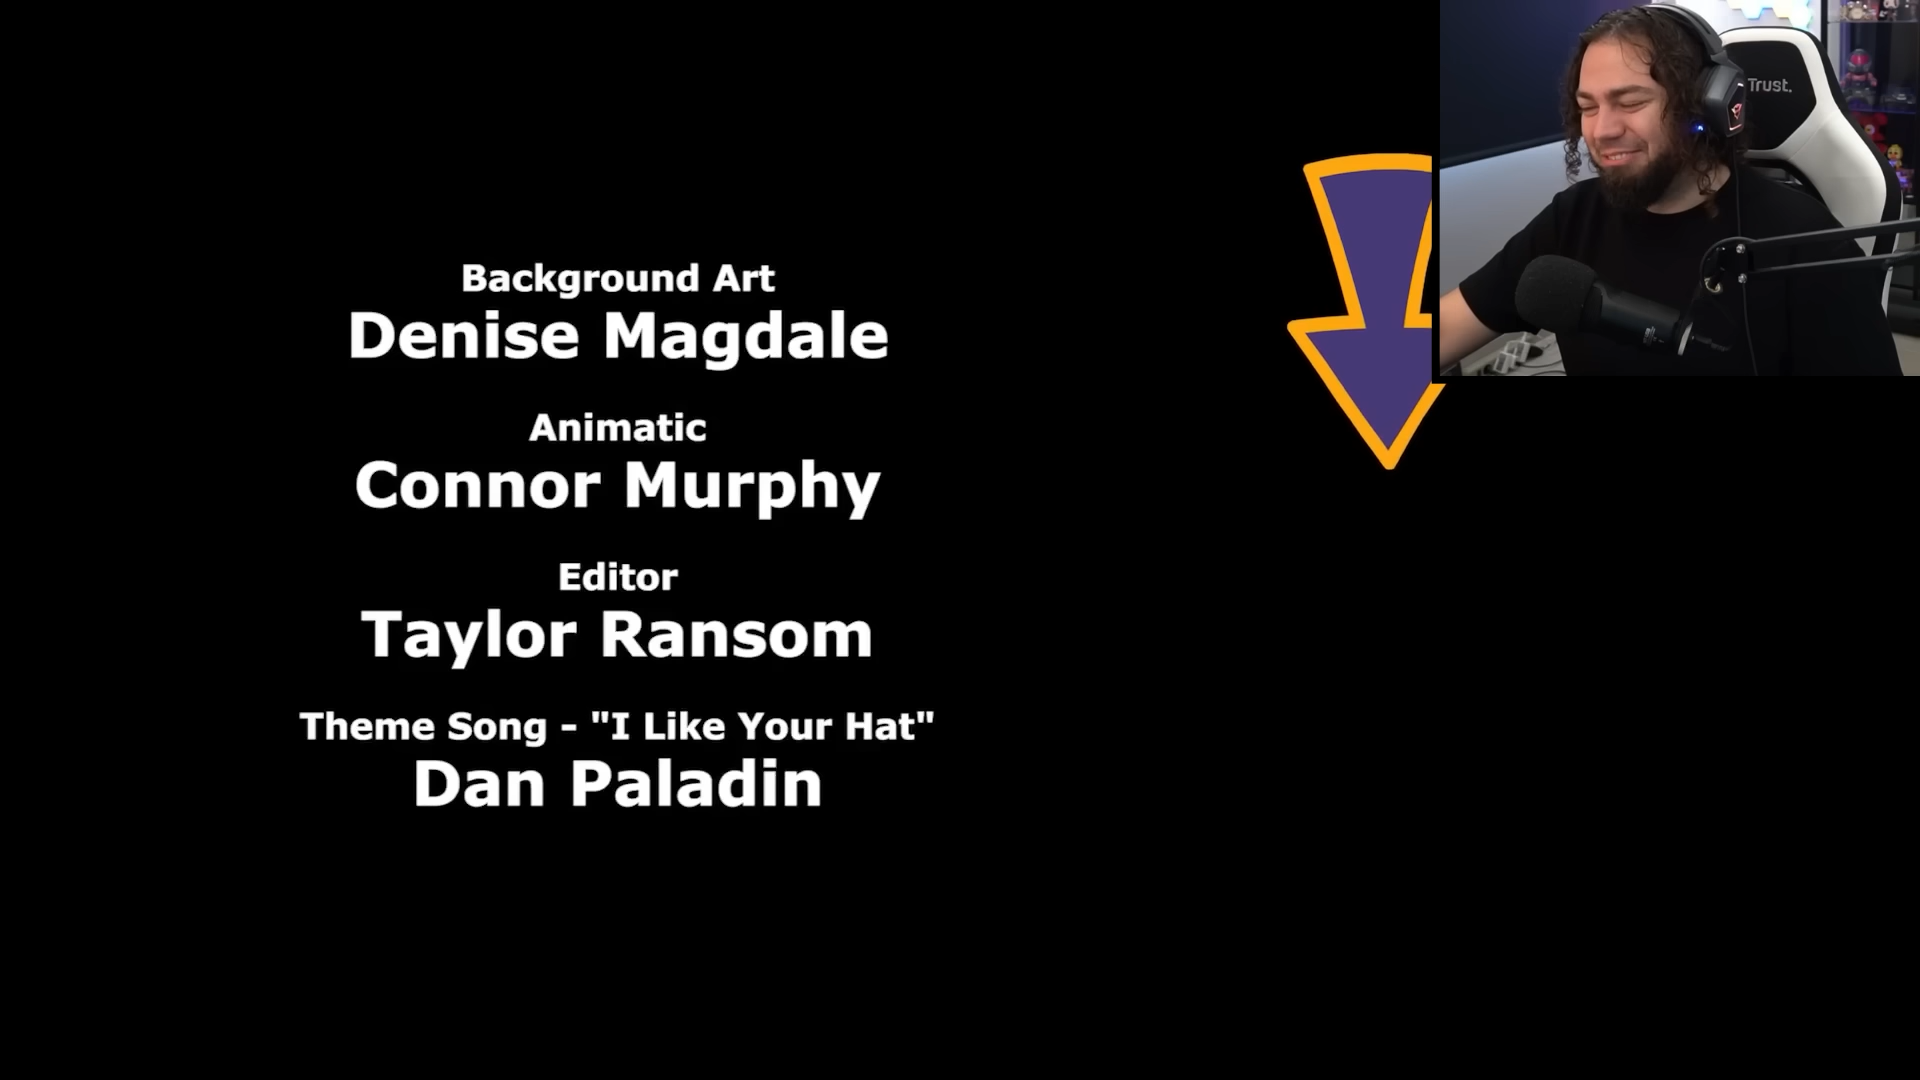 Background Art
Denise Magdale
Animatic
Connor Murphy
Editor
Taylor Ransom
Theme Song - "I Like Your Hat"
Dan Paladin
Trust.